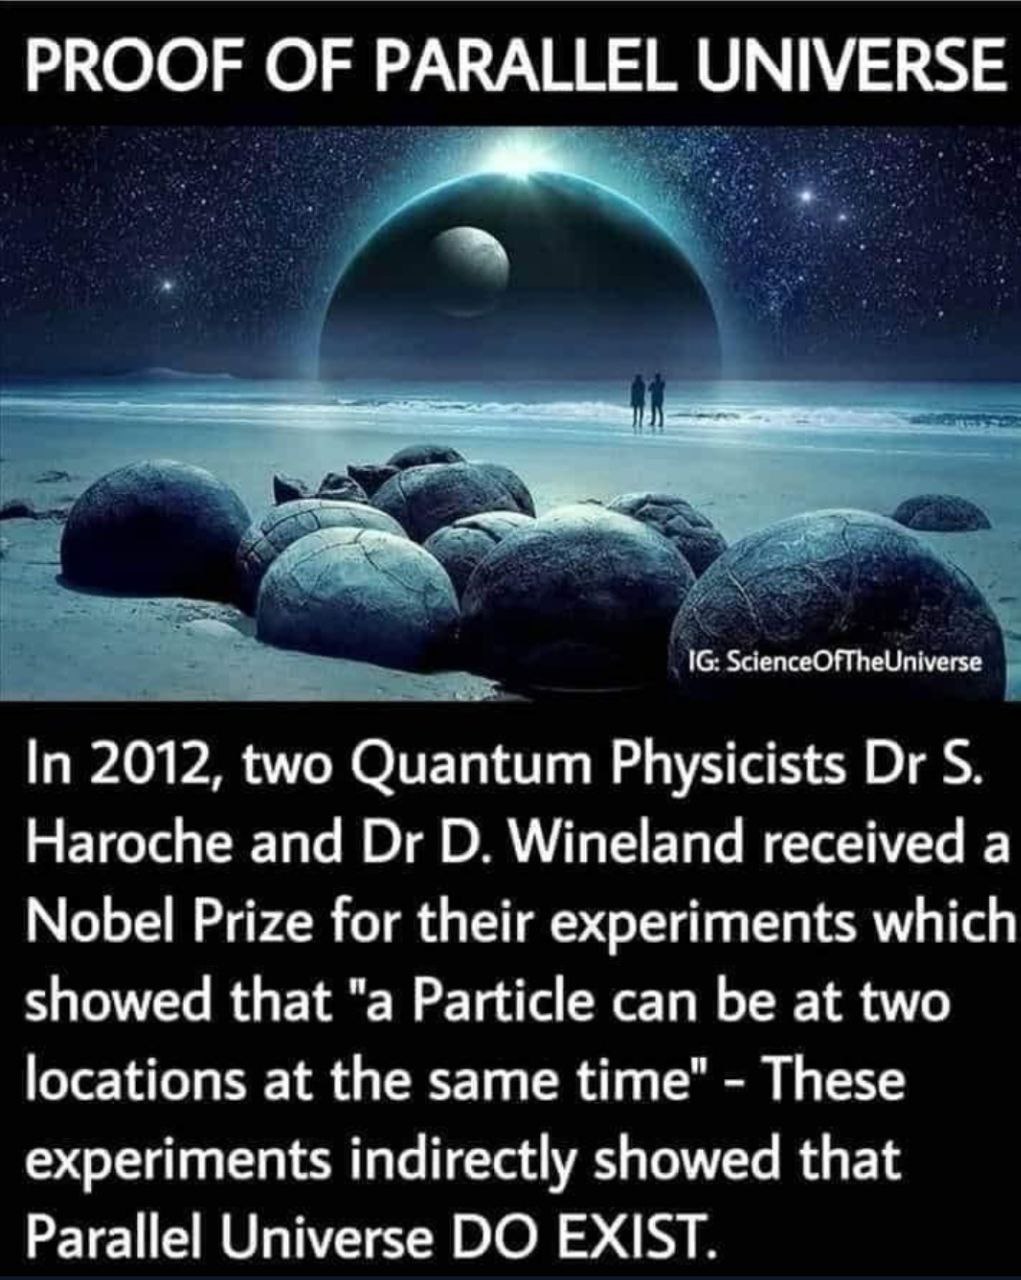 PROOF OF PARALLEL UNIVERSE
IG: ScienceOfTheUniverse
In 2012, two Quantum Physicists Dr S.
Haroche and Dr D. Wineland received a
Nobel Prize for their experiments which
showed that "a Particle can be at two
locations at the same time" – These
experiments indirectly showed that
Parallel Universe DO EXIST.